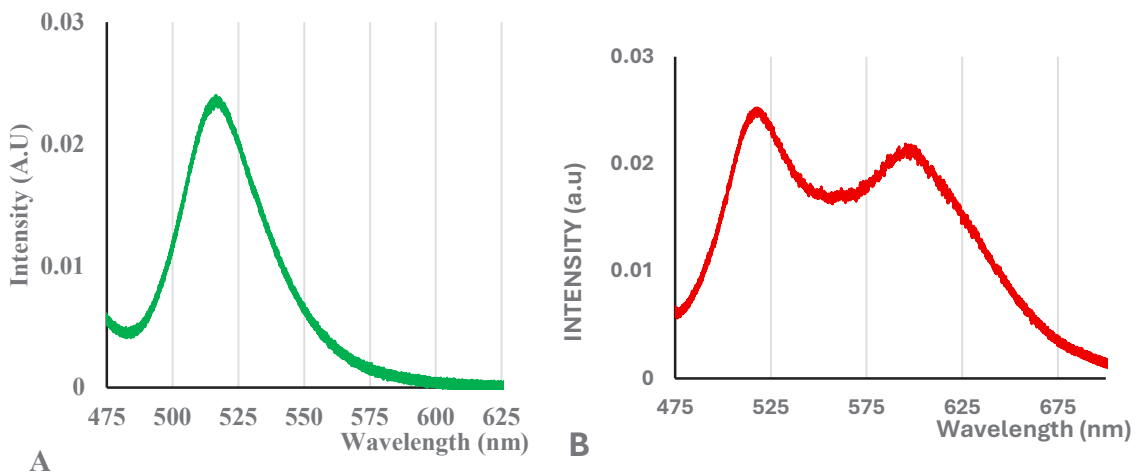 0.03
0.02
0.01
0
Intensity (A.U)
475 500 525 550 575 600 625
Wavelength (nm)
A
0.03
0.02
0.01
0
INTENSITY (a.u)
475 525 575 625 675
Wavelength (nm)
B